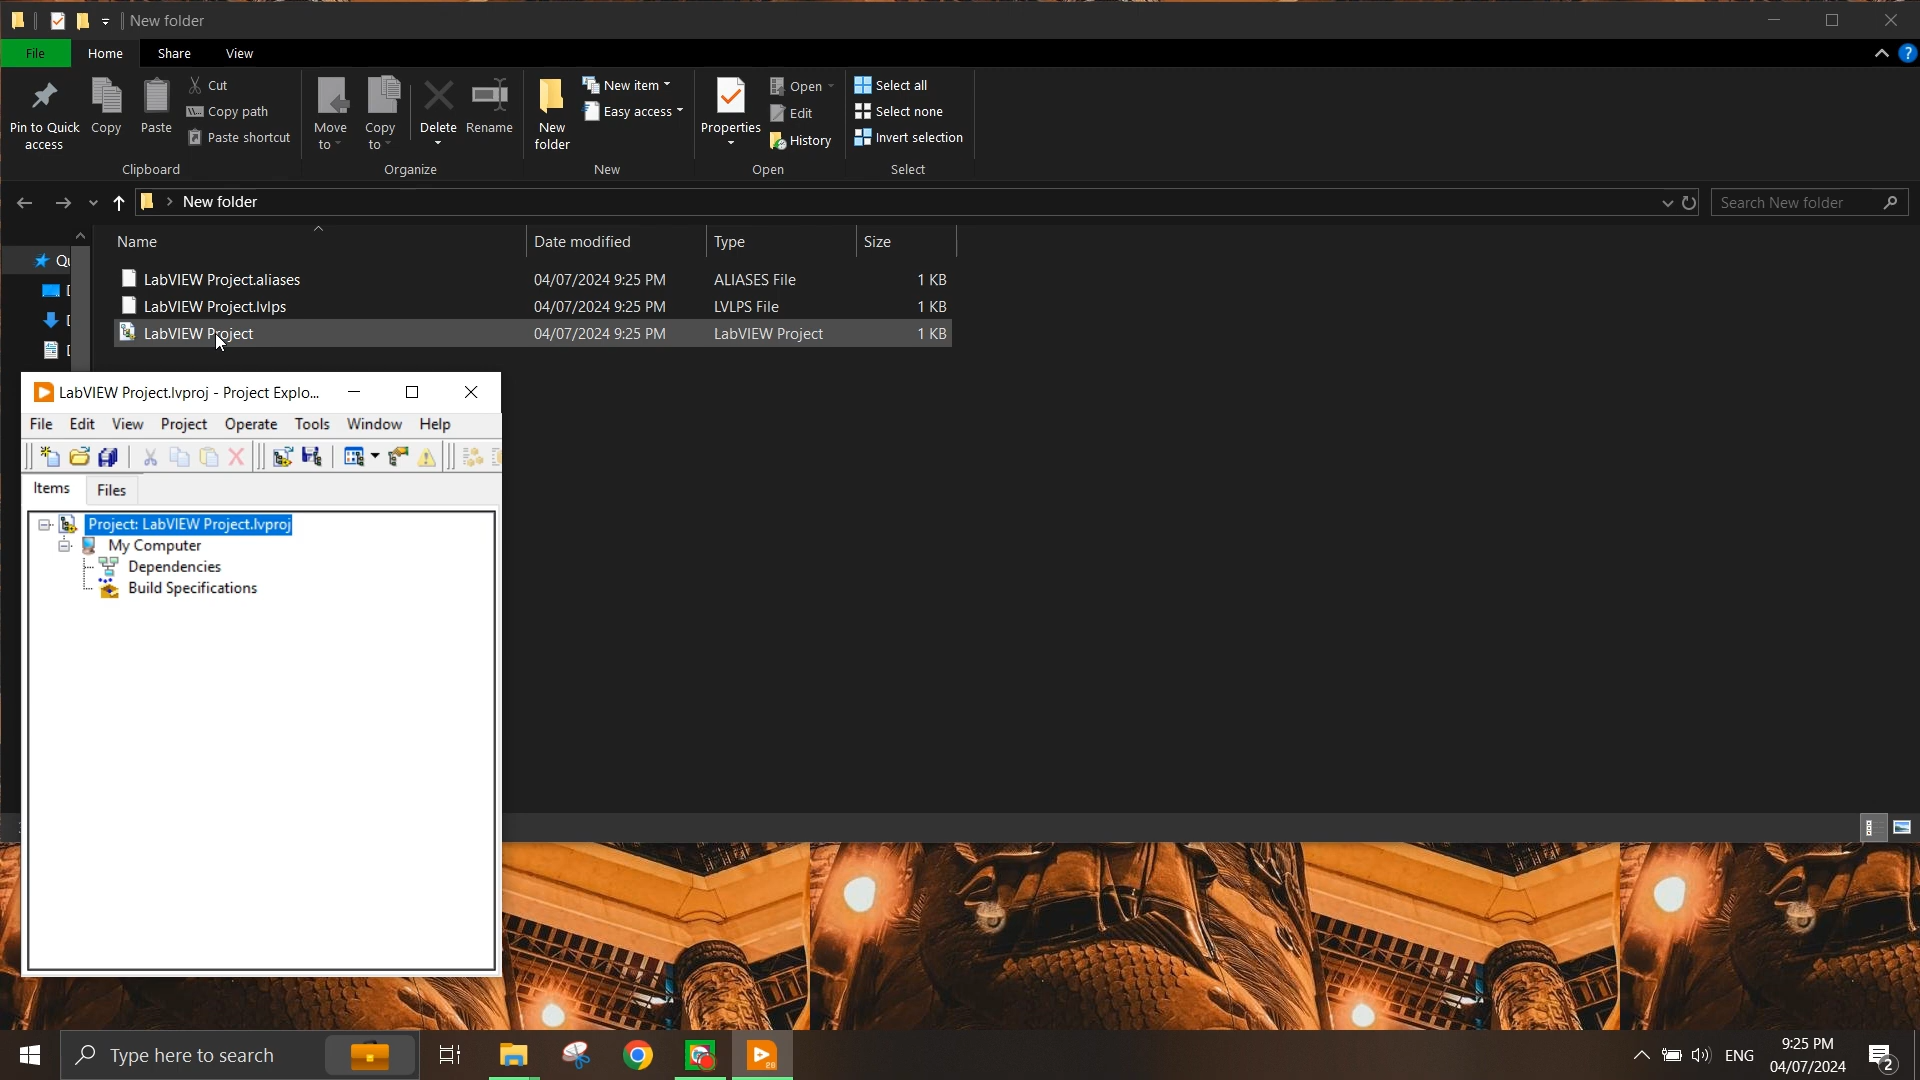 New folder
File Home Share View
Pin to Quick access
Copy
Paste
Cut
Copy path
Paste shortcut
Clipboard
Move to
Copy to
Delete
Rename
Organize
New folder
New item
Easy access
New
Properties
Open
Edit
History
Open
Select all
Select none
Invert selection
Select
New folder
Search New folder
Name Date modified Type Size
LabVIEW Project.aliases 04/07/2024 9:25 PM ALIASES File 1 KB
LabVIEW Project.lvlps 04/07/2024 9:25 PM LVLPS File 1 KB
LabVIEW Project 04/07/2024 9:25 PM LabVIEW Project 1 KB
LabVIEW Project.lvproj - Project Explo...
File Edit View Project Operate Tools Window Help
Items Files
Project: LabVIEW Project.lvproj
My Computer
Dependencies
Build Specifications
Type here to search
ENG
9:25 PM
04/07/2024
2